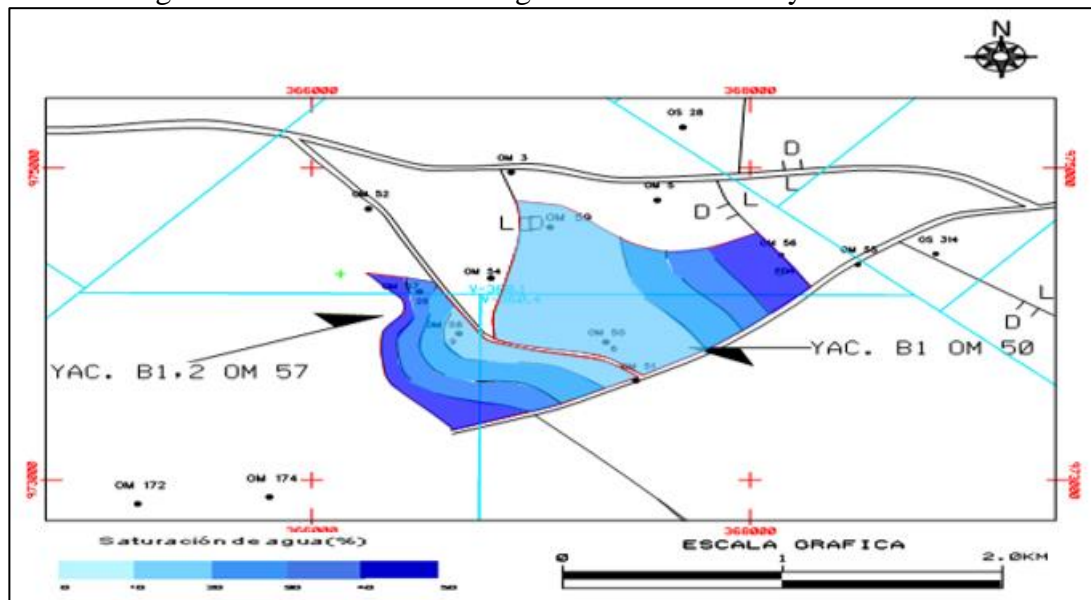 N
366000
368000
OS 28
D
975000
OM 3
L
975000
OM 52
OM 5
D
L
L
D
OM 59
OM 56
OM 55
OS 314
OM 54
OM 57
L
D
OM 50
YAC. B1 OM 50
YAC. B1,2 OM 57
OM 51
973000
OM 172
OM 174
973000
366000
368000
Saturación de agua(%)
0 10 20 30 40 50
ESCALA GRAFICA
0 1 2.0KM